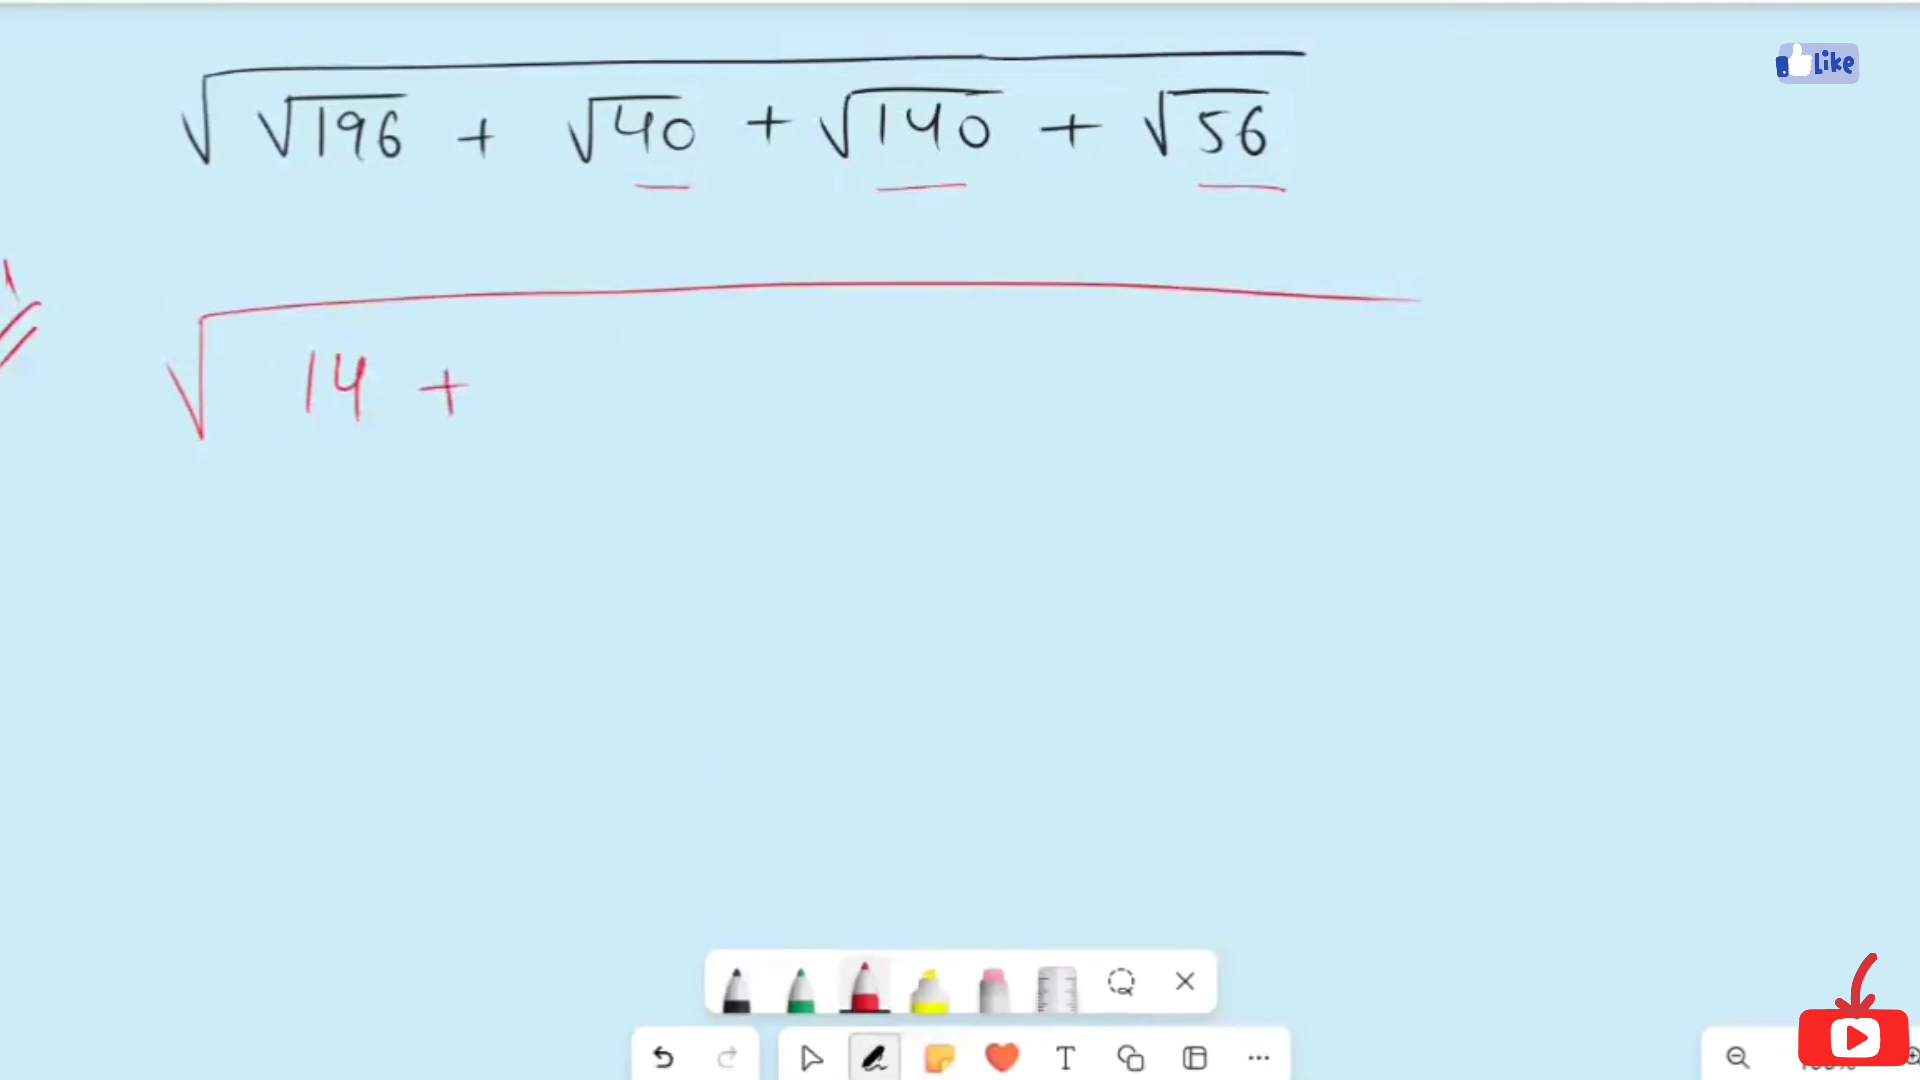 √(√196 + √40 + √140 + √56)
Like
√(14 +
T